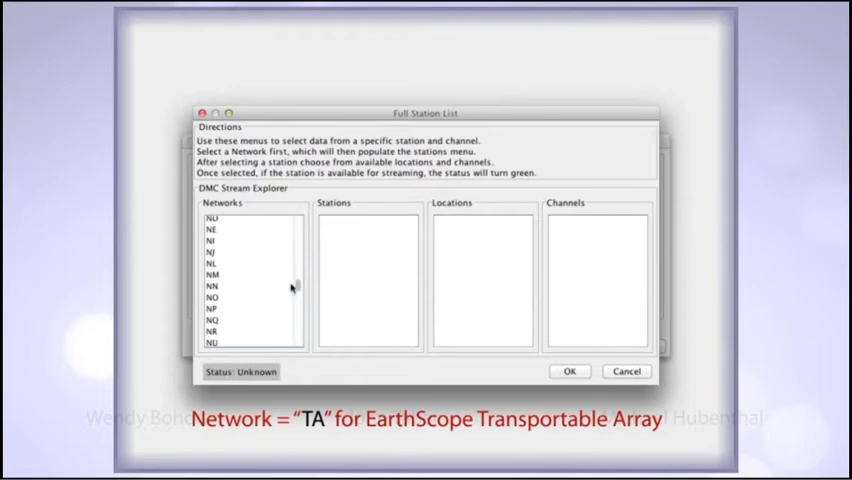 Full Station List
Directions
Use these menus to select data from a specific station and channel.
Select a Network first, which will then populate the stations menu.
After selecting a station choose from available locations and channels.
Once selected, if the station is available for streaming, the status will turn green.
DMC Stream Explorer
Networks Stations Locations Channels
ND
NE
NI
NJ
NL
NM
NN
NO
NP
NQ
NR
NU
Status: Unknown OK Cancel
Wendy Hubenthal
Network = “TA” for EarthScope Transportable Array